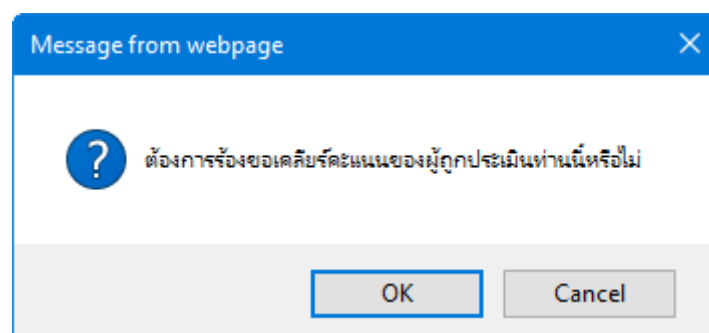 Message from webpage
ต้องการร้องขอเคลียร์คะแนนของผู้ถูกประเมินท่านนี้หรือไม่
OK
Cancel